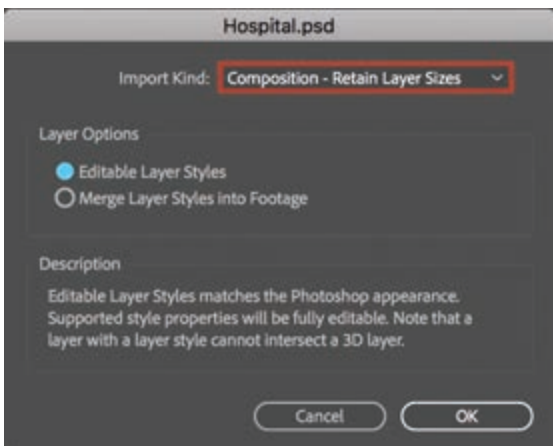 Hospital.psd
Import Kind: Composition - Retain Layer Sizes
Layer Options
Editable Layer Styles
Merge Layer Styles into Footage
Description
Editable Layer Styles matches the Photoshop appearance.
Supported style properties will be fully editable. Note that a
layer with a layer style cannot intersect a 3D layer.
Cancel OK